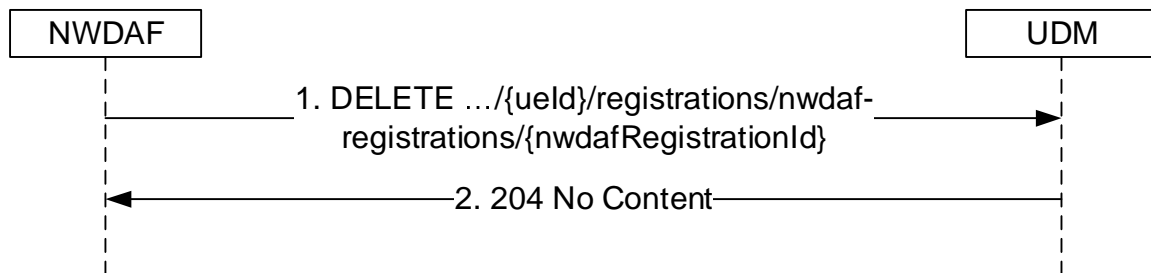 NWDAF
UDM
1. DELETE …/{ueId}/registrations/nwdaf-
registrations/{nwdafRegistrationId}
2. 204 No Content